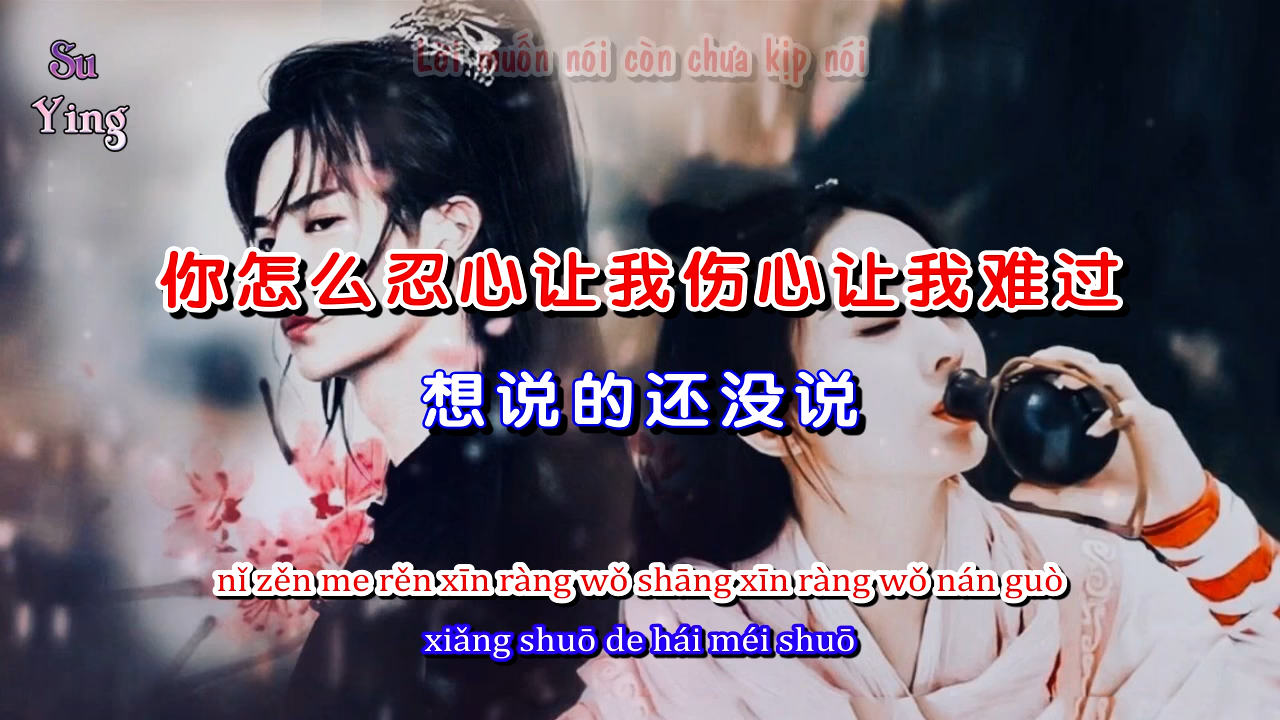 Su
Ying
Lời muốn nói còn chưa kịp nói
你怎么忍心让我伤心让我难过
想说的还没说
nǐ zěn me rěn xīn ràng wǒ shāng xīn ràng wǒ nán guò
xiǎng shuō de hái méi shuō